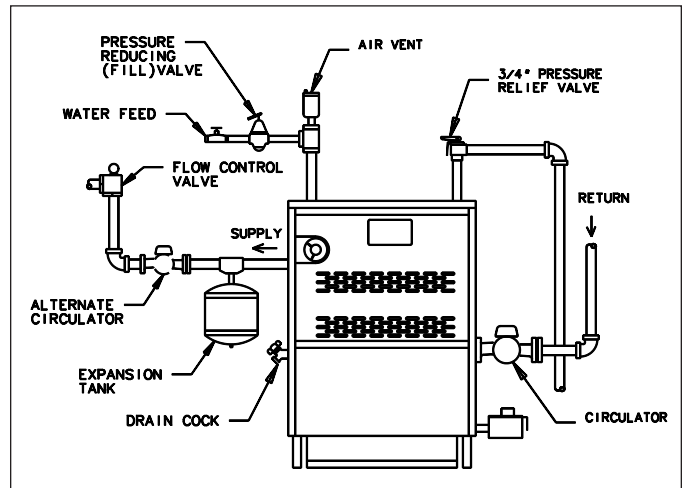 PRESSURE
REDUCING
(FILL)VALVE
AIR VENT
3/4" PRESSURE
RELIEF VALVE
WATER FEED
FLOW CONTROL
VALVE
RETURN
SUPPLY
ALTERNATE
CIRCULATOR
EXPANSION
TANK
DRAIN COCK
CIRCULATOR